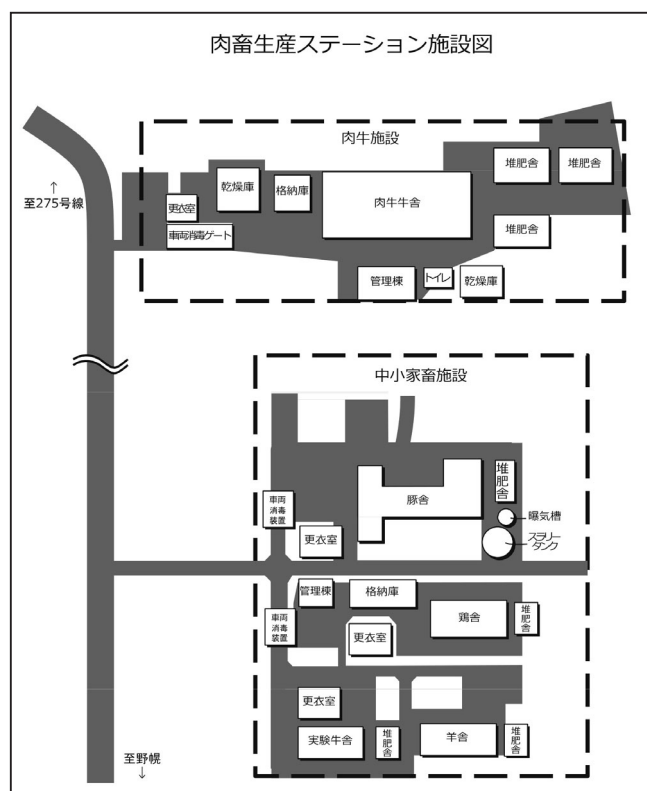 肉畜生産ステーション施設図
肉牛施設
堆肥舎
堆肥舎
乾燥庫
格納庫
肉牛牛舎
↑
至275号線
更衣室
車両消毒ゲート
堆肥舎
管理棟
トイレ
乾燥庫
中小家畜施設
堆肥舎
豚舎
車両
消毒
装置
曝気槽
更衣室
スラリー
タンク
管理棟
格納庫
鶏舎
堆肥舎
車両
消毒
装置
更衣室
更衣室
実験牛舎
堆肥舎
羊舎
堆肥舎
至野幌
↓